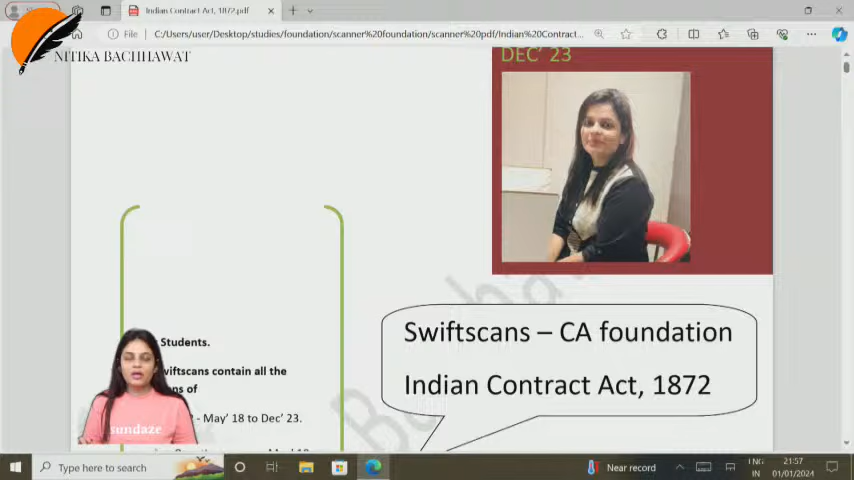 Indian Contract Act, 1872.pdf
File
C:/Users/user/Desktop/studies/foundation/scanner%20foundation/scanner%20pdf/Indian%20Contract...
NITIKA BACHHAWAT
DEC' 23
Swiftscans – CA foundation
Indian Contract Act, 1872
Students.
wiftscans contain all the
ns of
- May' 18 to Dec' 23.
sundaze
Type here to search
Near record
ENG
IN
21:57
01/01/2024